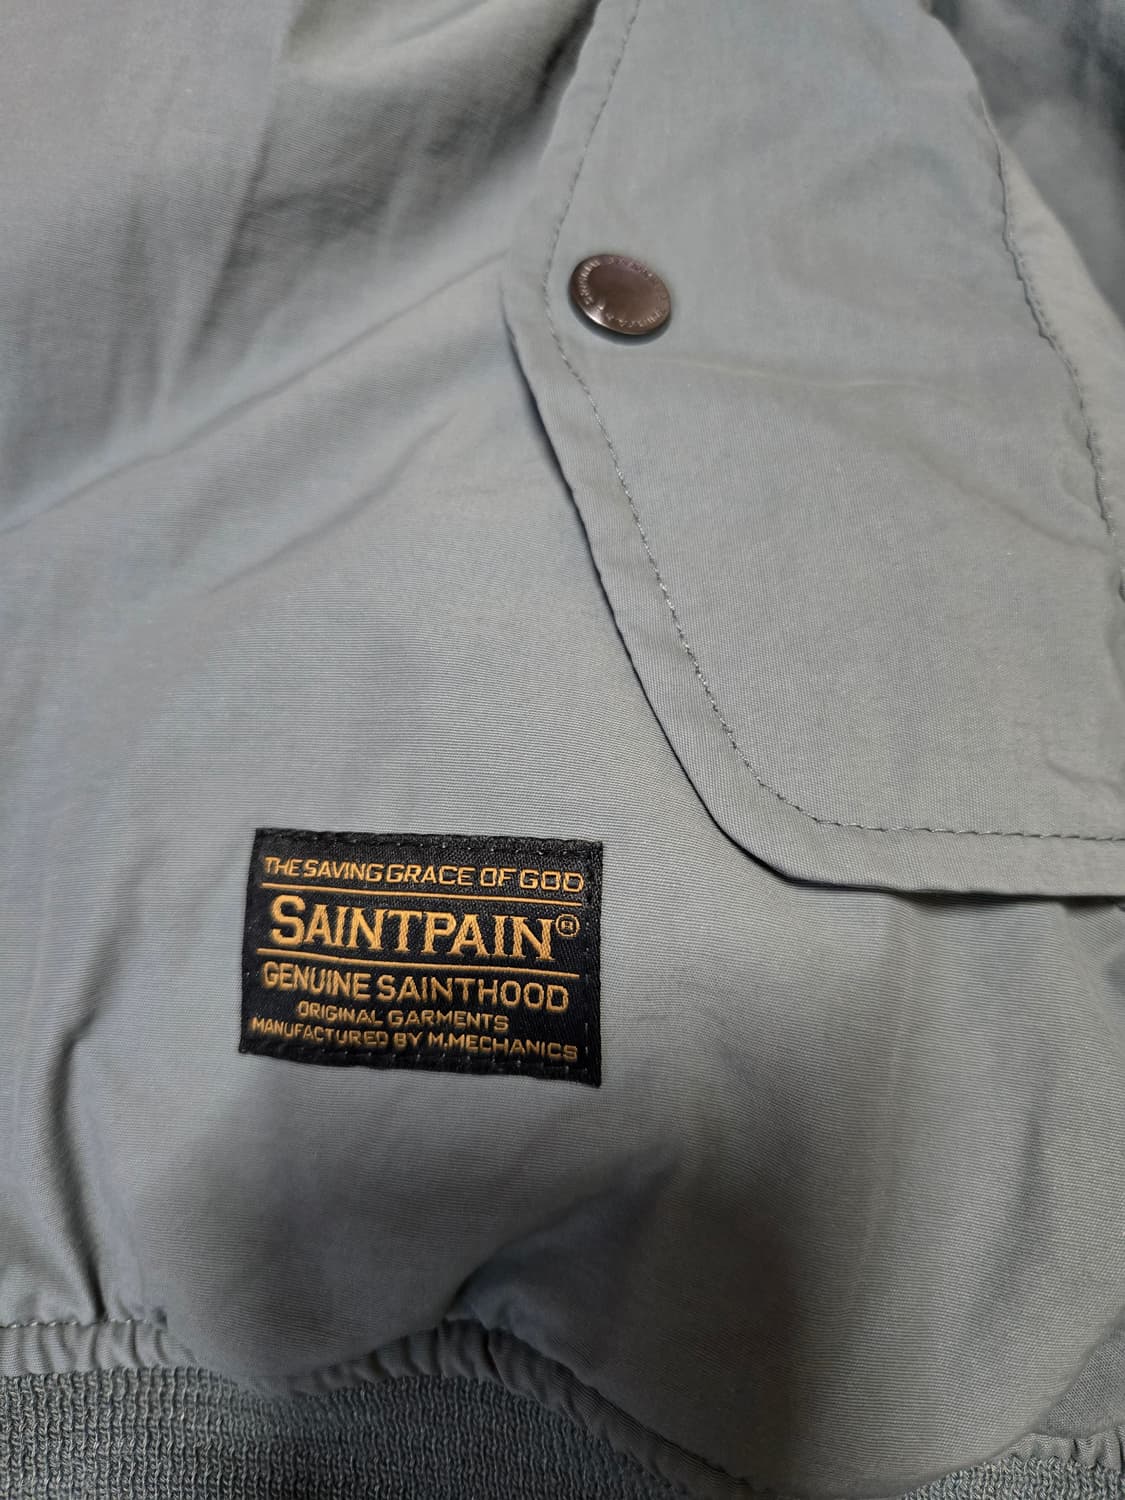 THE SAVING GRACE OF GOD
SAINTPAIN®
GENUINE SAINTHOOD
ORIGINAL GARMENTS
MANUFACTURED BY M.MECHANICS